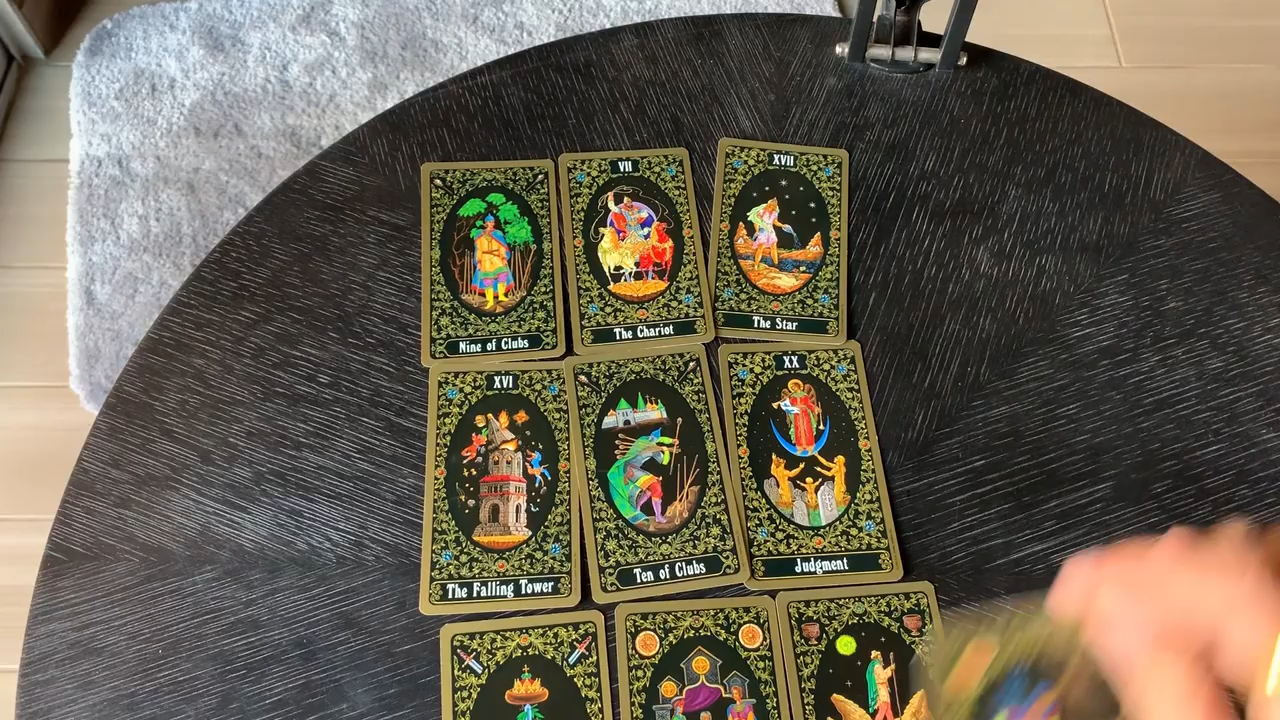 Nine of Clubs
VII
The Chariot
XVII
The Star
XVI
The Falling Tower
Ten of Clubs
XX
Judgment